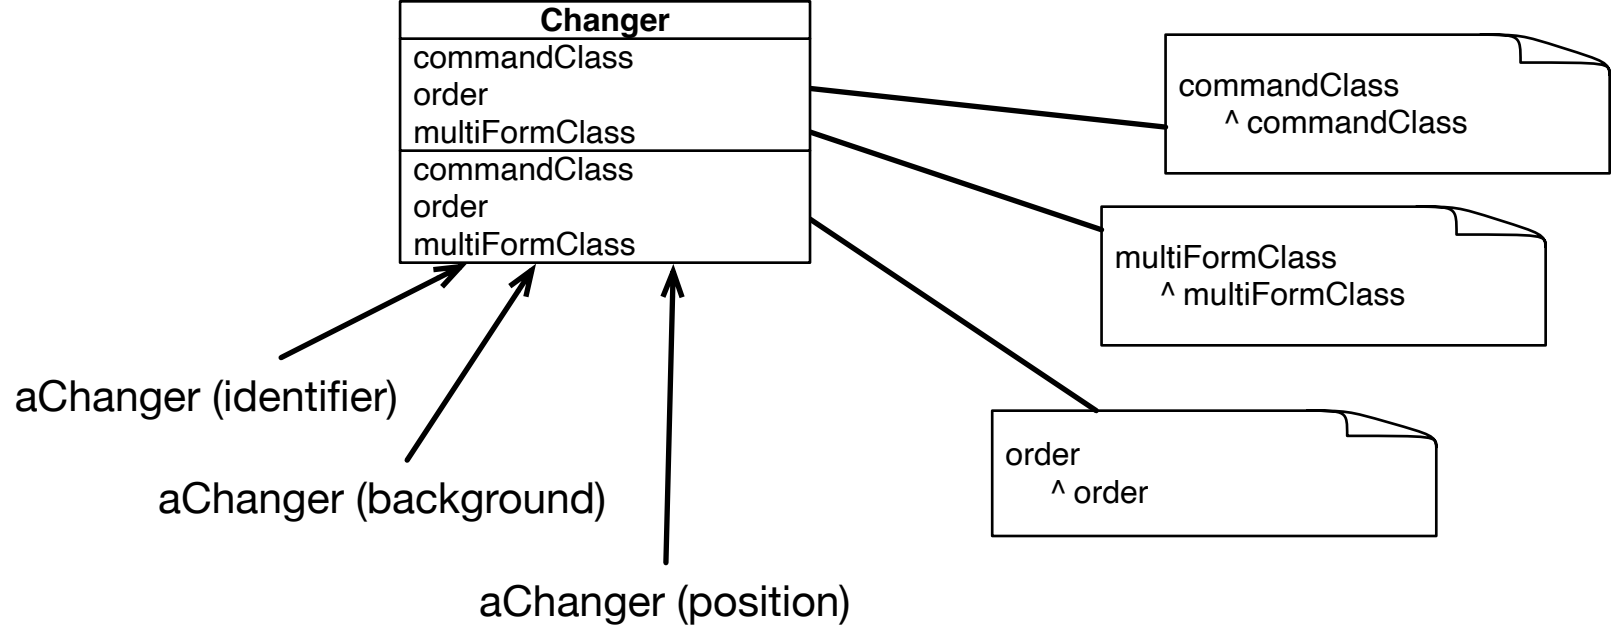 Changer
commandClass
order
multiFormClass
commandClass
order
multiFormClass
commandClass
^ commandClass
multiFormClass
^ multiFormClass
order
^ order
aChanger (identifier)
aChanger (background)
aChanger (position)